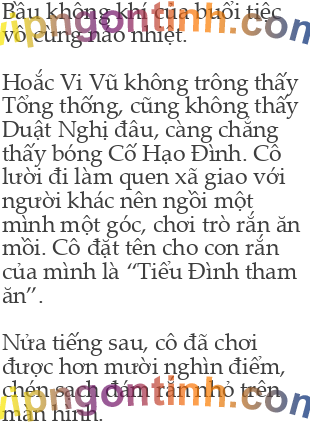 Bầu không khí của buổi tiệc
vô cùng náo nhiệt.
Hoắc Vi Vũ không trông thấy
Tổng thống, cũng không thấy
Duật Nghị đâu, càng chẳng
thấy bóng Cố Hạo Đình. Cô
lười đi làm quen xã giao với
người khác nên ngồi một
mình một góc, chơi trò rắn ăn
mồi. Cô đặt tên cho con rắn
của mình là “Tiểu Đình tham
ăn”.
Nửa tiếng sau, cô đã chơi
được hơn mười nghìn điểm,
chén sạch đám rắn nhỏ trên
màn hình.
vipngontinh.com
vipngontinh.com